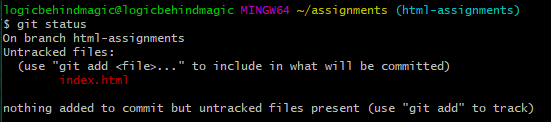 logicbehindmagic@logicbehindmagic MINGW64 ~/assignments (html-assignments)
$ git status
On branch html-assignments
Untracked files:
  (use "git add <file>..." to include in what will be committed)
        index.html

nothing added to commit but untracked files present (use "git add" to track)